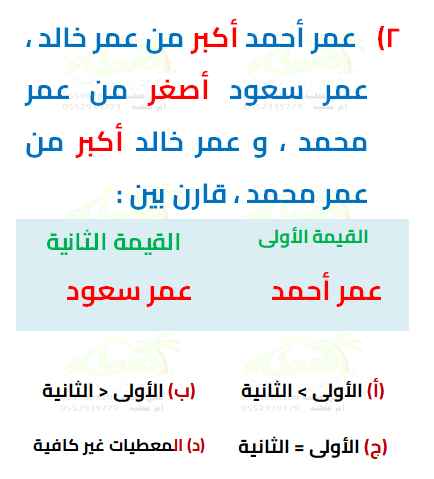 ٢) عمر أحمد أكبر من عمر خالد ،
عمر سعود أصغر من عمر
محمد ، و عمر خالد أكبر من
عمر محمد ، قارن بين :
القيمة الأولى القيمة الثانية
عمر أحمد عمر سعود
(أ) الأولى > الثانية (ب) الأولى < الثانية
(ج) الأولى = الثانية (د) المعطيات غير كافية